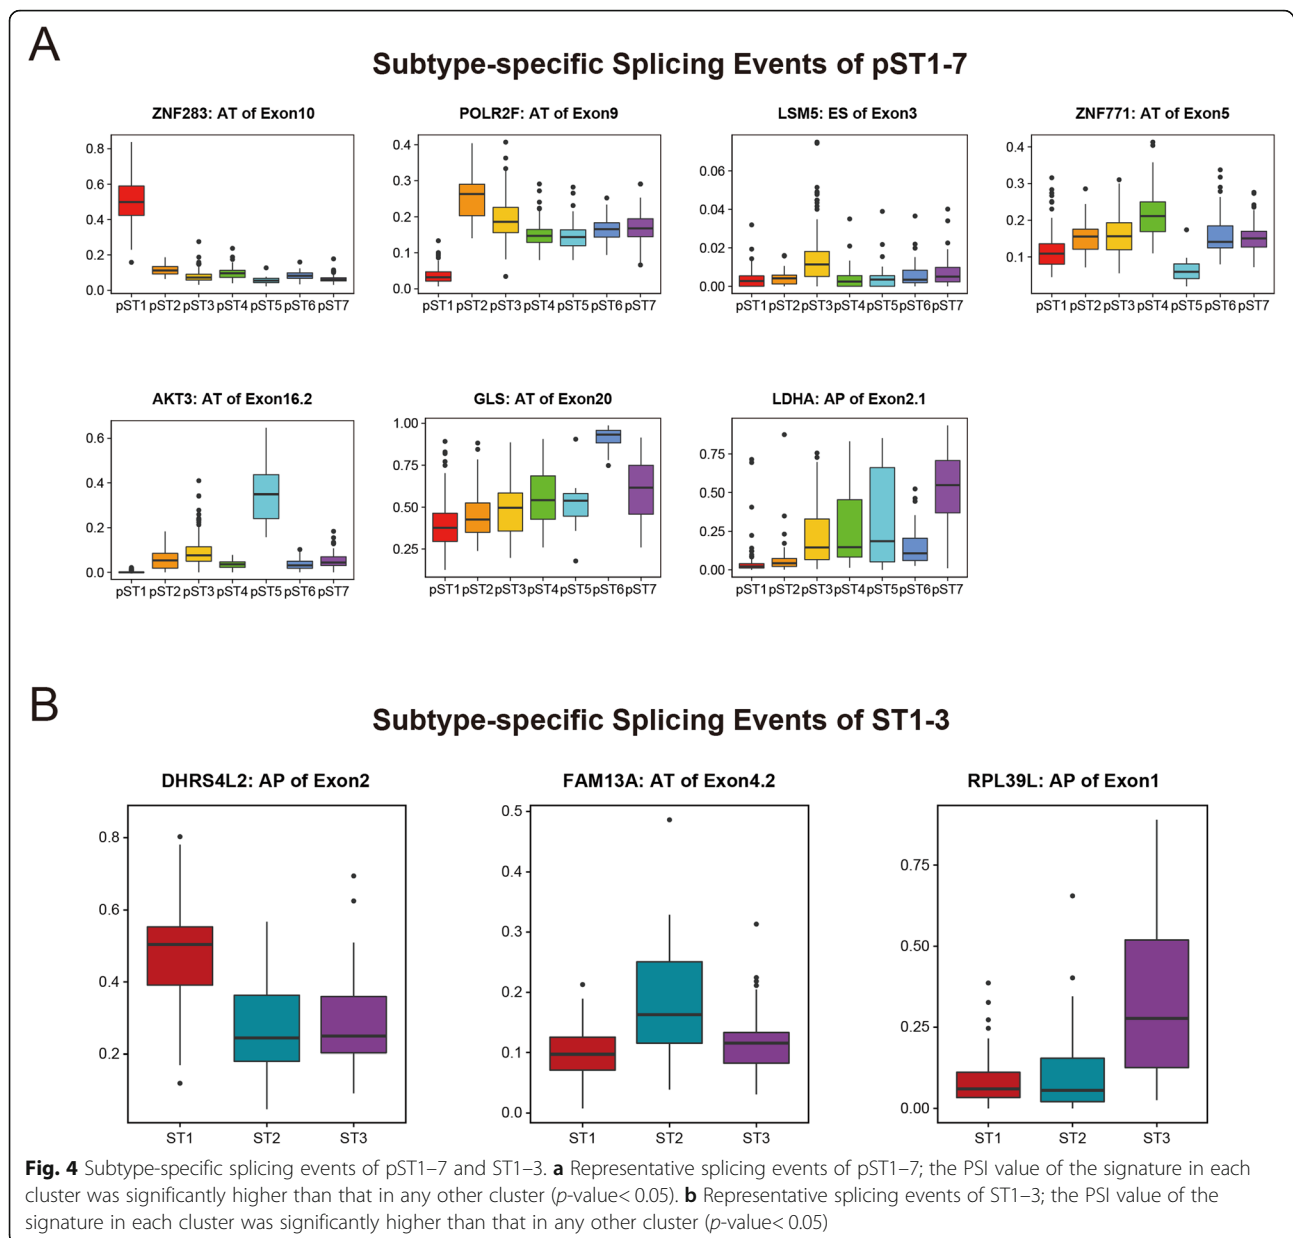 A
Subtype-specific Splicing Events of pST1-7
ZNF283: AT of Exon10
POLR2F: AT of Exon9
LSM5: ES of Exon3
ZNF771: AT of Exon5
0.8
0.6
0.4
0.2
0.0
pST1 pST2 pST3 pST4 pST5 pST6 pST7
0.4
0.3
0.2
0.1
0.0
pST1 pST2 pST3 pST4 pST5 pST6 pST7
0.06
0.04
0.02
0.00
pST1 pST2 pST3 pST4 pST5 pST6 pST7
0.4
0.3
0.2
0.1
pST1 pST2 pST3 pST4 pST5 pST6 pST7
AKT3: AT of Exon16.2
GLS: AT of Exon20
LDHA: AP of Exon2.1
0.6
0.4
0.2
0.0
pST1 pST2 pST3 pST4 pST5 pST6 pST7
1.00
0.75
0.50
0.25
pST1 pST2 pST3 pST4 pST5 pST6 pST7
0.75
0.50
0.25
0.00
pST1 pST2 pST3 pST4 pST5 pST6 pST7
B
Subtype-specific Splicing Events of ST1-3
DHRS4L2: AP of Exon2
FAM13A: AT of Exon4.2
RPL39L: AP of Exon1
0.8
0.6
0.4
0.2
ST1 ST2 ST3
0.5
0.4
0.3
0.2
0.1
0.0
ST1 ST2 ST3
0.75
0.50
0.25
0.00
ST1 ST2 ST3
Fig. 4 Subtype-specific splicing events of pST1–7 and ST1–3. a Representative splicing events of pST1–7; the PSI value of the signature in each
cluster was significantly higher than that in any other cluster (p-value< 0.05). b Representative splicing events of ST1–3; the PSI value of the
signature in each cluster was significantly higher than that in any other cluster (p-value< 0.05)